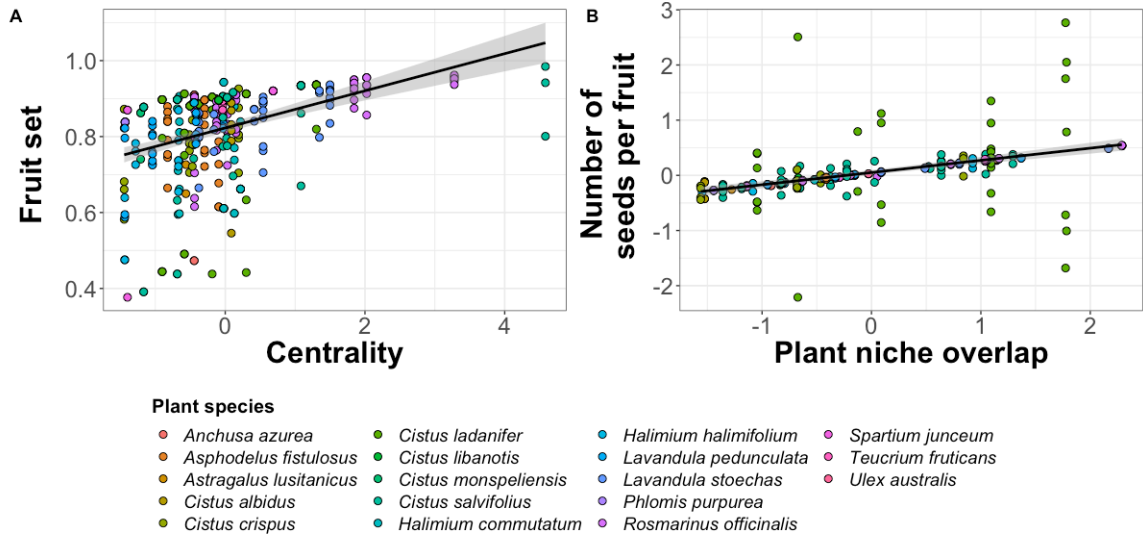 A
Fruit set
1.0
0.8
0.6
0.4
0
2
4
Centrality
B
Number of
seeds per fruit
3
2
1
0
-1
-2
-1
0
1
2
Plant niche overlap
Plant species
Anchusa azurea
Asphodelus fistulosus
Astragalus lusitanicus
Cistus albidus
Cistus crispus
Cistus ladanifer
Cistus libanotis
Cistus monspeliensis
Cistus salvifolius
Halimium commutatum
Halimium halimifolium
Lavandula pedunculata
Lavandula stoechas
Phlomis purpurea
Rosmarinus officinalis
Spartium junceum
Teucrium fruticans
Ulex australis